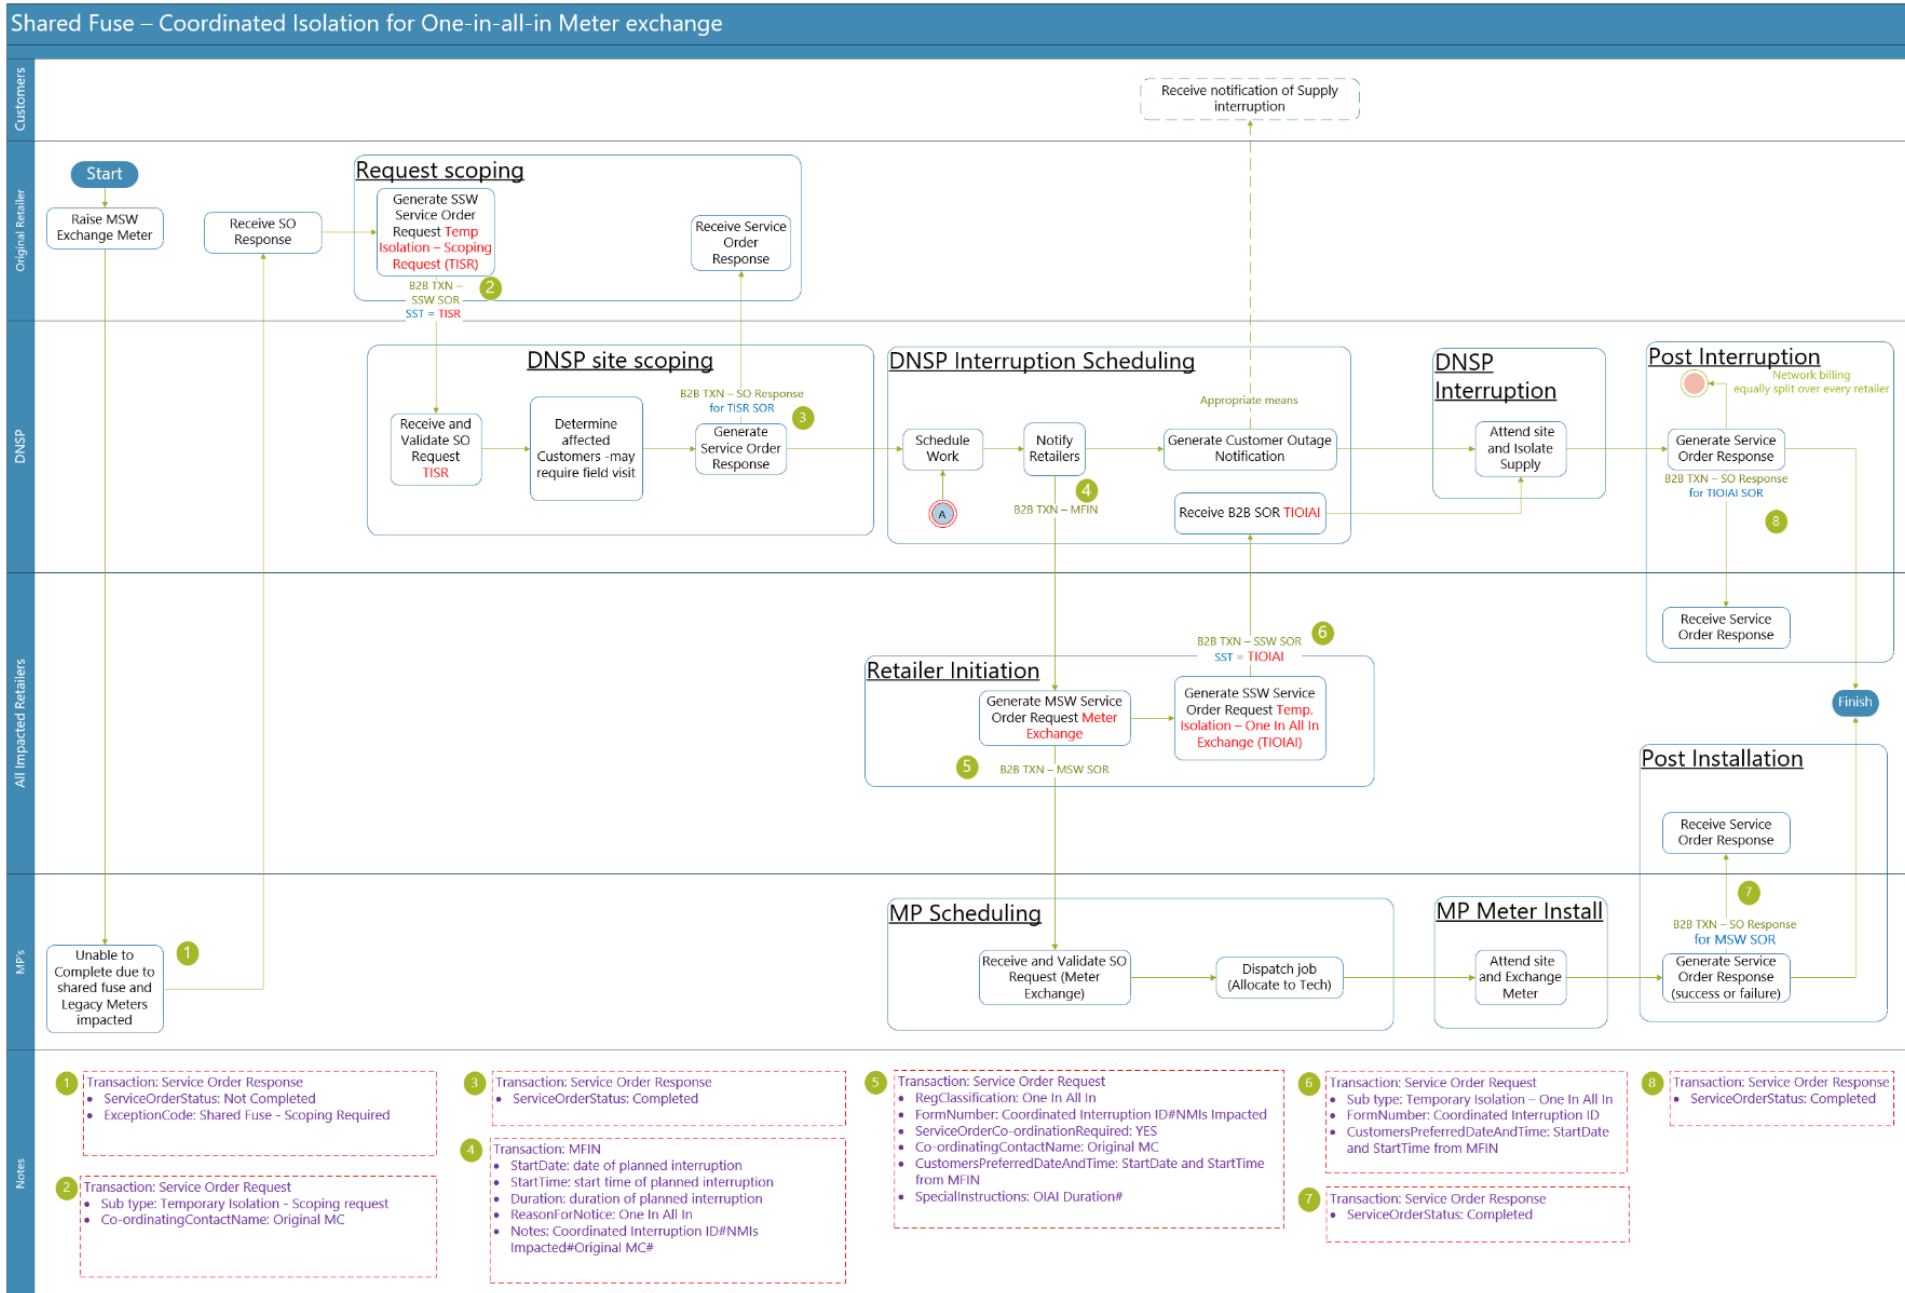 Shared Fuse – Coordinated Isolation for One-in-all-in Meter exchange
Customers
Receive notification of Supply
interruption
Original Retailer
Start
Raise MSW
Exchange Meter
Receive SO
Response
Request scoping
Generate SSW
Service Order
Request Temp
Isolation – Scoping
Request (TISR)
B2B TXN –
SSW SOR
SST = TISR
2
Receive Service
Order
Response
DNSP
DNSP site scoping
Receive and
Validate SO
Request
TISR
Determine
affected
Customers -may
require field visit
B2B TXN – SO Response
for TISR SOR
3
Generate
Service Order
Response
DNSP Interruption Scheduling
Schedule
Work
A
Notify
Retailers
4
B2B TXN – MFIN
Appropriate means
Generate Customer Outage
Notification
Receive B2B SOR TIOIAI
DNSP
Interruption
Attend site
and Isolate
Supply
Post Interruption
Network billing
equally split over every retailer
Generate Service
Order Response
B2B TXN – SO Response
for TIOIAI SOR
8
All Impacted Retailers
Receive Service
Order Response
B2B TXN – SSW SOR
SST = TIOIAI
6
Retailer Initiation
Generate MSW Service
Order Request Meter
Exchange
Generate SSW Service
Order Request Temp.
Isolation – One In All In
Exchange (TIOIAI)
5
B2B TXN – MSW SOR
Finish
Post Installation
Receive Service
Order Response
MP's
Unable to
Complete due to
shared fuse and
Legacy Meters
impacted
1
MP Scheduling
Receive and Validate SO
Request (Meter
Exchange)
Dispatch job
(Allocate to Tech)
MP Meter Install
Attend site
and Exchange
Meter
7
B2B TXN – SO Response
for MSW SOR
Generate Service
Order Response
(success or failure)
Notes
1
Transaction: Service Order Response
• ServiceOrderStatus: Not Completed
• ExceptionCode: Shared Fuse - Scoping Required
2
Transaction: Service Order Request
• Sub type: Temporary Isolation - Scoping request
• Co-ordinatingContactName: Original MC
3
Transaction: Service Order Response
• ServiceOrderStatus: Completed
4
Transaction: MFIN
• StartDate: date of planned interruption
• StartTime: start time of planned interruption
• Duration: duration of planned interruption
• ReasonForNotice: One In All In
• Notes: Coordinated Interruption ID#NMIs
Impacted#Original MC#
5
Transaction: Service Order Request
• RegClassification: One In All In
• FormNumber: Coordinated Interruption ID#NMIs Impacted
• ServiceOrderCo-ordinationRequired: YES
• Co-ordinatingContactName: Original MC
• CustomersPreferredDateAndTime: StartDate and StartTime
from MFIN
• SpecialInstructions: OIAI Duration#
6
Transaction: Service Order Request
• Sub type: Temporary Isolation – One In All In
• FormNumber: Coordinated Interruption ID
• CustomersPreferredDateAndTime: StartDate
and StartTime from MFIN
7
Transaction: Service Order Response
• ServiceOrderStatus: Completed
8
Transaction: Service Order Response
• ServiceOrderStatus: Completed